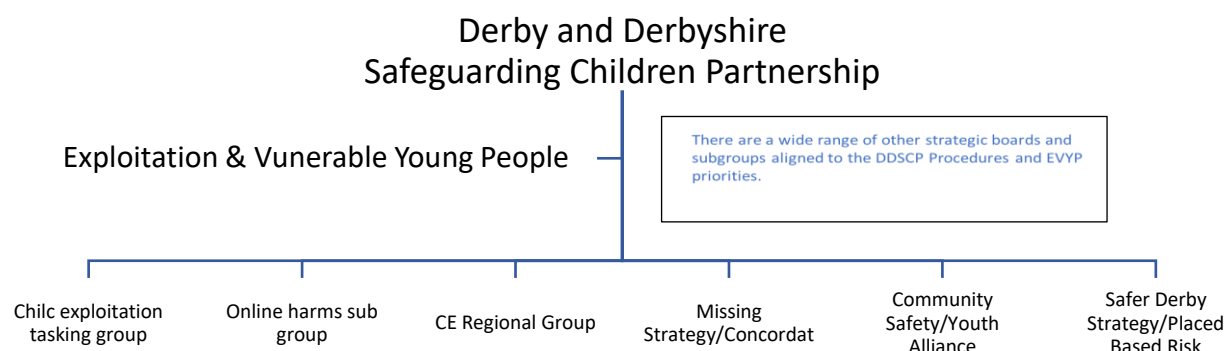 Derby and Derbyshire
Safeguarding Children Partnership
Exploitation & Vunerable Young People
There are a wide range of other strategic boards and
subgroups aligned to the DDSCP Procedures and EVYP
priorities.
Chilc exploitation
tasking group
Online harms sub
group
CE Regional Group
Missing
Strategy/Concordat
Community
Safety/Youth
Alliance
Safer Derby
Strategy/Placed
Based Risk